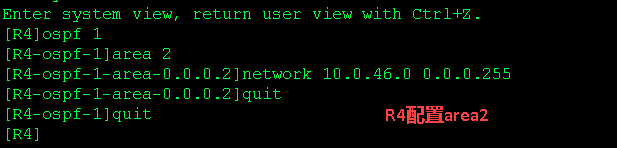 Enter system view, return user view with Ctrl+Z.
[R4]ospf 1
[R4-ospf-1]area 2
[R4-ospf-1-area-0.0.0.2]network 10.0.46.0 0.0.0.255
[R4-ospf-1-area-0.0.0.2]quit
[R4-ospf-1]quit
R4配置area2
[R4]